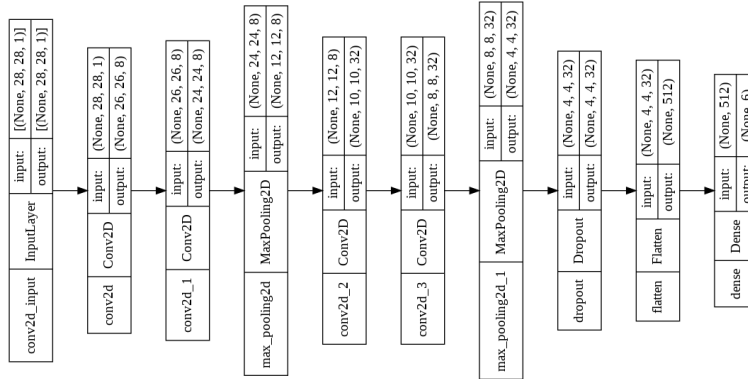 conv2d_input InputLayer input: [(None, 28, 28, 1)]
output: [(None, 28, 28, 1)]
conv2d Conv2D input: (None, 28, 28, 1)
output: (None, 26, 26, 8)
conv2d_1 Conv2D input: (None, 26, 26, 8)
output: (None, 24, 24, 8)
max_pooling2d MaxPooling2D input: (None, 24, 24, 8)
output: (None, 12, 12, 8)
conv2d_2 Conv2D input: (None, 12, 12, 8)
output: (None, 10, 10, 32)
conv2d_3 Conv2D input: (None, 10, 10, 32)
output: (None, 8, 8, 32)
max_pooling2d_1 MaxPooling2D input: (None, 8, 8, 32)
output: (None, 4, 4, 32)
dropout Dropout input: (None, 4, 4, 32)
output: (None, 4, 4, 32)
flatten Flatten input: (None, 4, 4, 32)
output: (None, 512)
dense Dense input: (None, 512)
output: (None, 6)